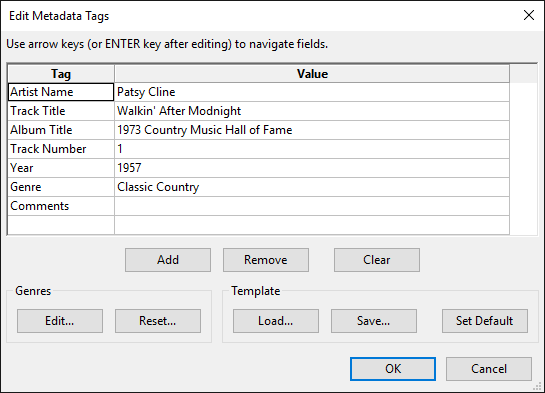 Edit Metadata Tags
Use arrow keys (or ENTER key after editing) to navigate fields.
Tag Value
Artist Name Patsy Cline
Track Title Walkin' After Modnight
Album Title 1973 Country Music Hall of Fame
Track Number 1
Year 1957
Genre Classic Country
Comments
Add Remove Clear
Genres Template
Edit... Reset... Load... Save... Set Default
OK Cancel